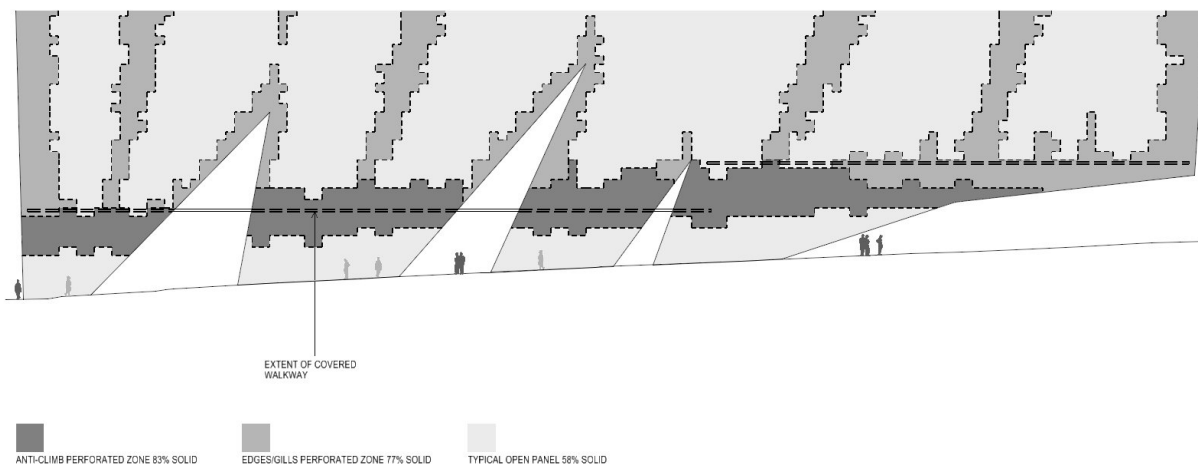 EXTENT OF COVERED
WALKWAY
ANTI-CLIMB PERFORATED ZONE 83% SOLID
EDGES/GILLS PERFORATED ZONE 77% SOLID
TYPICAL OPEN PANEL 58% SOLID